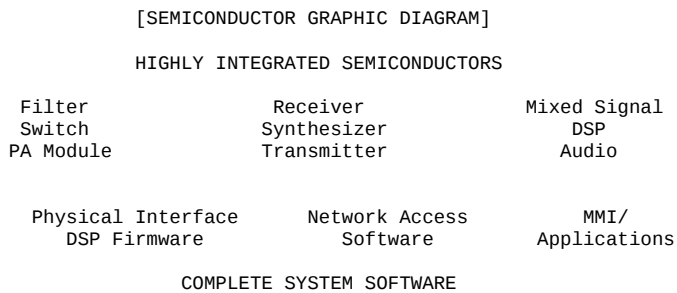 [SEMICONDUCTOR GRAPHIC DIAGRAM]
HIGHLY INTEGRATED SEMICONDUCTORS
Filter Receiver Mixed Signal
Switch Synthesizer DSP
PA Module Transmitter Audio
Physical Interface Network Access MMI/
DSP Firmware Software Applications
COMPLETE SYSTEM SOFTWARE